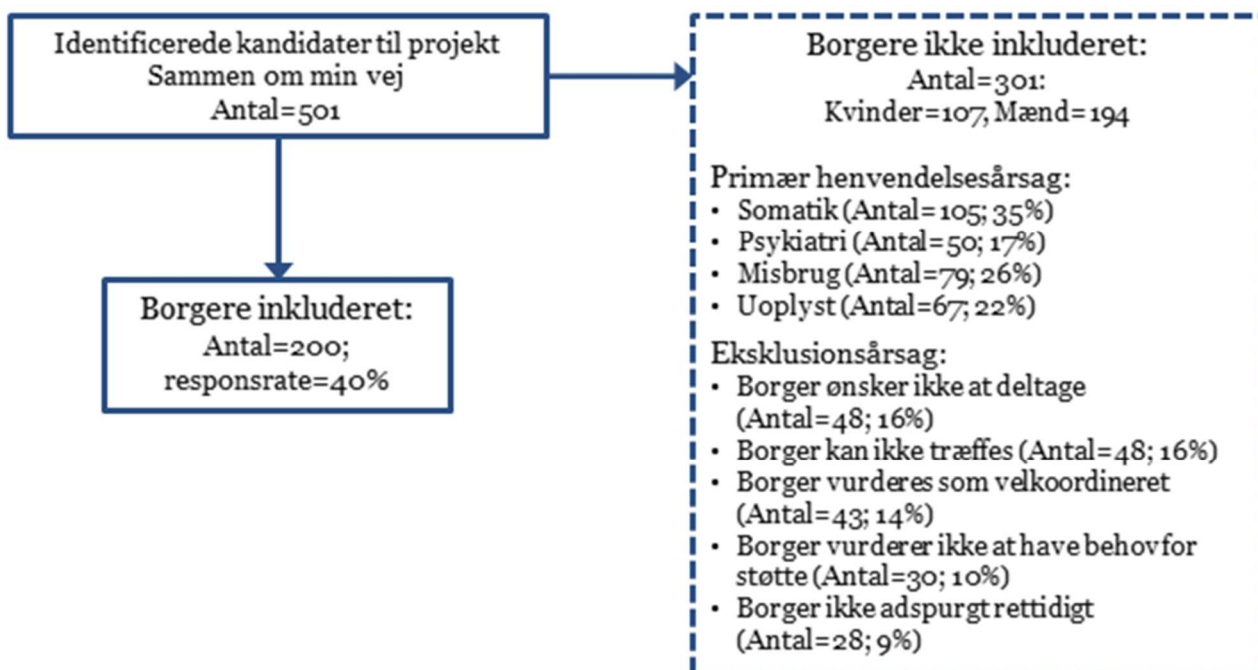 Identificerede kandidater til projekt
Sammen om min vej
Antal=501
Borgere inkluderet:
Antal=200;
responsrate=40%
Borgere ikke inkluderet:
Antal=301:
Kvinder=107, Mænd=194
Primær henvendelsesårsag:
• Somatik (Antal=105; 35%)
• Psykiatri (Antal=50; 17%)
• Misbrug (Antal=79; 26%)
• Uoplyst (Antal=67; 22%)
Eksklusionsårsag:
• Borger ønsker ikke at deltage
(Antal=48; 16%)
• Borger kan ikke træffes (Antal=48; 16%)
• Borger vurderes som velkoordineret
(Antal=43; 14%)
• Borger vurderer ikke at have behov for
støtte (Antal=30; 10%)
• Borger ikke adspurgt rettidigt
(Antal=28; 9%)